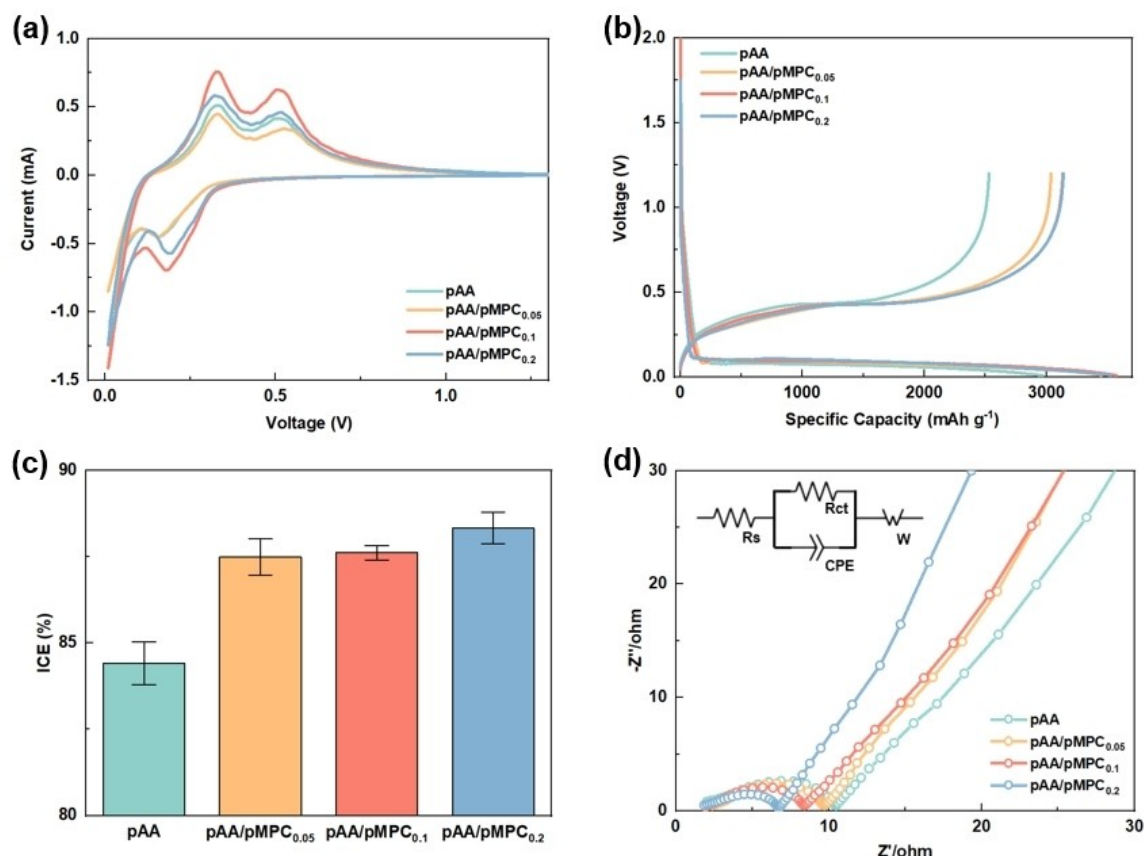 (a)
1.0
0.5
0.0
-0.5
-1.0
-1.5
Current (mA)
0.0
0.5
1.0
Voltage (V)
pAA
pAA/pMPC0.05
pAA/pMPC0.1
pAA/pMPC0.2
(b)
2.0
1.5
1.0
0.5
0.0
Voltage (V)
0
1000
2000
3000
Specific Capacity (mAh g-1)
pAA
pAA/pMPC0.05
pAA/pMPC0.1
pAA/pMPC0.2
(c)
90
85
80
ICE (%)
pAA
pAA/pMPC0.05
pAA/pMPC0.1
pAA/pMPC0.2
(d)
30
20
10
0
-Z''/ohm
0
10
20
30
Z'/ohm
Rs
Rct
CPE
W
pAA
pAA/pMPC0.05
pAA/pMPC0.1
pAA/pMPC0.2